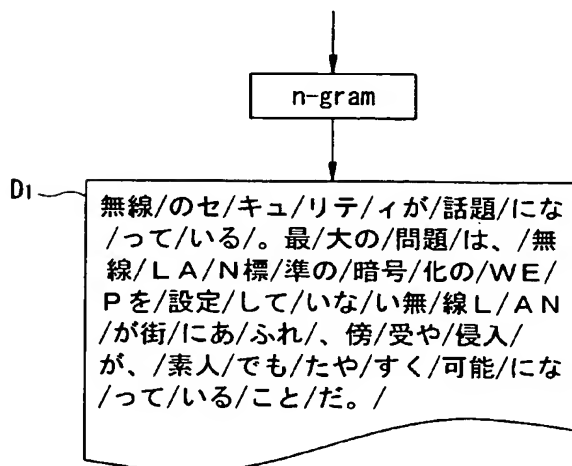 n-gram
D1
無線/のセ/キュ/リテ/ィが/話題/にな
/って/いる/。最/大の/問題/は、/無
線/ＬＡ/Ｎ標/準の/暗号/化の/ＷＥ/
Ｐを/設定/して/いな/い無/線Ｌ/ＡＮ
/が街/にあ/ふれ/、傍/受や/侵入/
が、/素人/でも/たや/すく/可能/にな
/って/いる/こと/だ。/